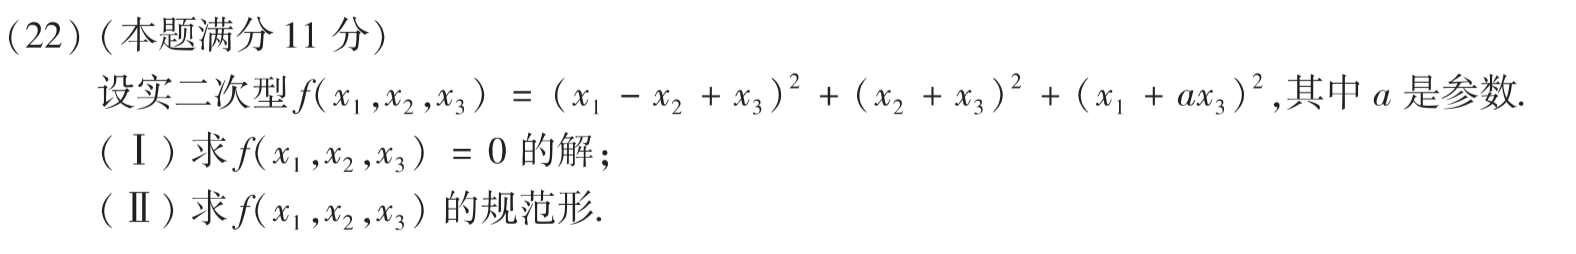 (22)(本题满分 11 分)
设实二次型 f(x₁,x₂,x₃) = (x₁ − x₂ + x₃)² + (x₂ + x₃)² + (x₁ + ax₃)²,其中 a 是参数.
(Ⅰ)求 f(x₁,x₂,x₃) = 0 的解;
(Ⅱ)求 f(x₁,x₂,x₃) 的规范形.